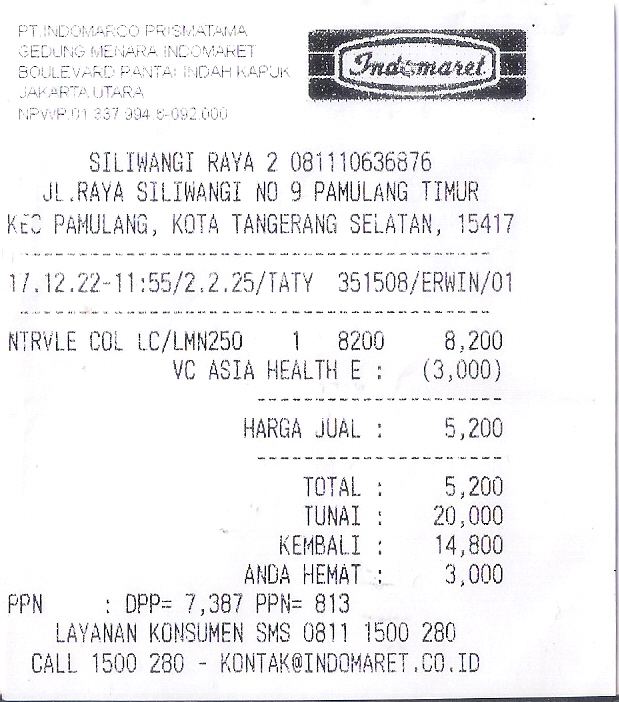 PT.INDOMARCO PRISMATAMA
GEDUNG MENARA INDOMARET
BOULEVARD PANTAI INDAH KAPUK
JAKARTA UTARA
NPWP:01.337.994.6-092.000
Indomaret
SILIWANGI RAYA 2 081110636876
JL.RAYA SILIWANGI NO 9 PAMULANG TIMUR
KEC PAMULANG, KOTA TANGERANG SELATAN, 15417
17.12.22-11:55/2.2.25/TATY 351508/ERWIN/01
NTRVLE COL LC/LMN250 1 8200 8,200
VC ASIA HEALTH E : (3,000)
HARGA JUAL : 5,200
TOTAL : 5,200
TUNAI : 20,000
KEMBALI : 14,800
ANDA HEMAT : 3,000
PPN : DPP= 7,387 PPN= 813
LAYANAN KONSUMEN SMS 0811 1500 280
CALL 1500 280 - KONTAK@INDOMARET.CO.ID